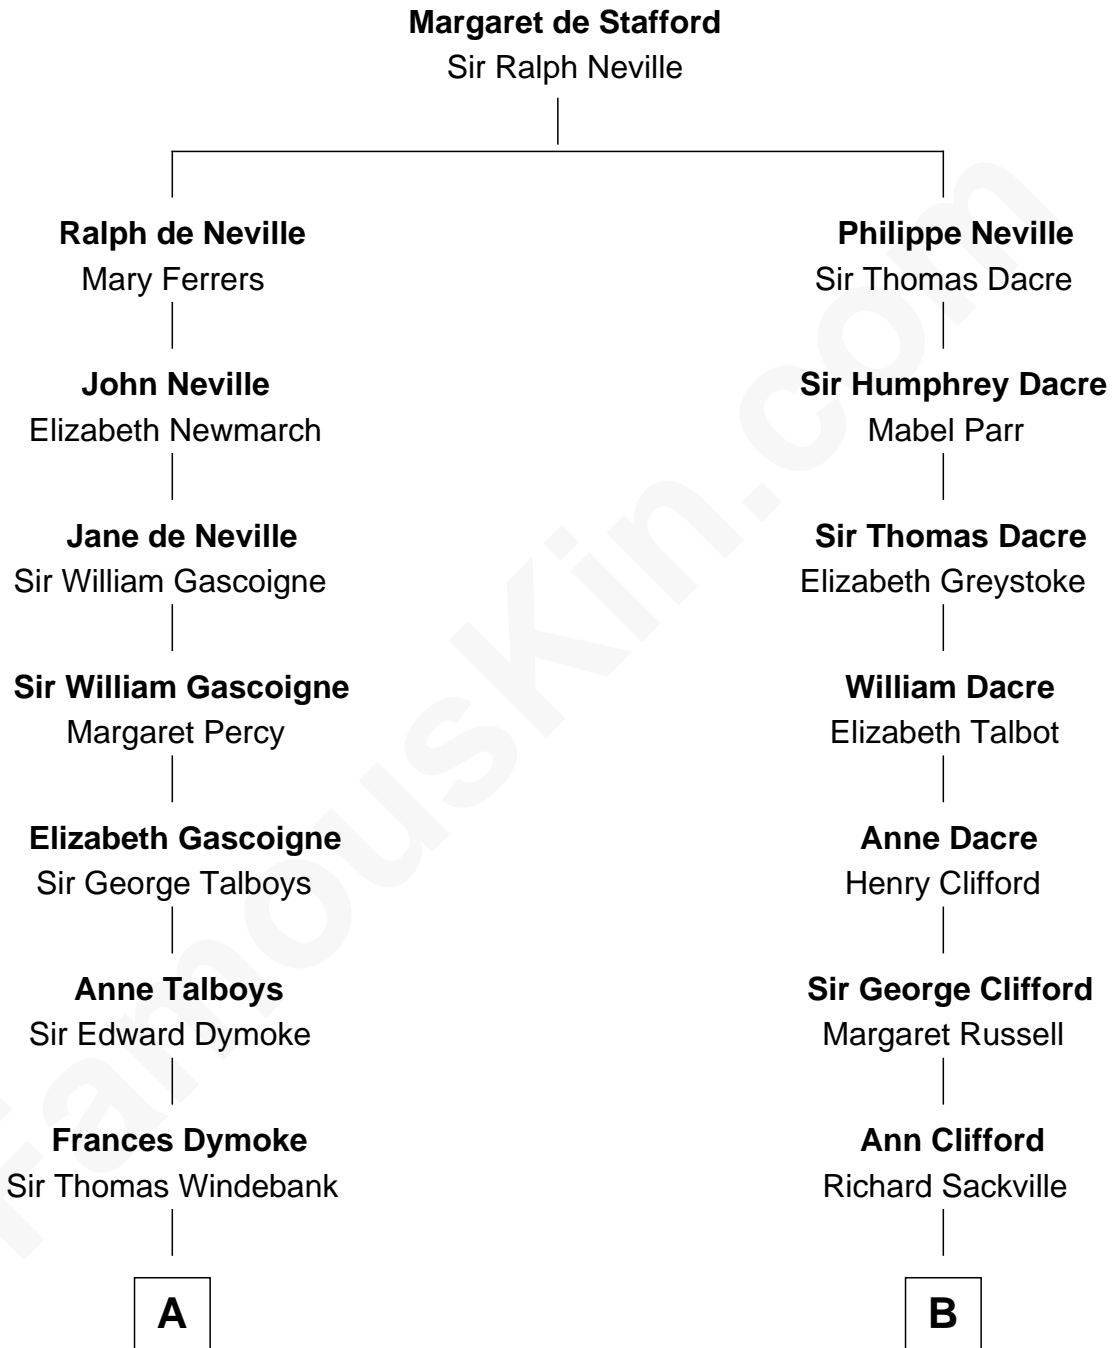 Margaret de Stafford
Sir Ralph Neville
Ralph de Neville
Mary Ferrers
John Neville
Elizabeth Newmarch
Jane de Neville
Sir William Gascoigne
Sir William Gascoigne
Margaret Percy
Elizabeth Gascoigne
Sir George Talboys
Anne Talboys
Sir Edward Dymoke
Frances Dymoke
Sir Thomas Windebank
A
Philippe Neville
Sir Thomas Dacre
Sir Humphrey Dacre
Mabel Parr
Sir Thomas Dacre
Elizabeth Greystoke
William Dacre
Elizabeth Talbot
Anne Dacre
Henry Clifford
Sir George Clifford
Margaret Russell
Ann Clifford
Richard Sackville
B
FamousKin.com